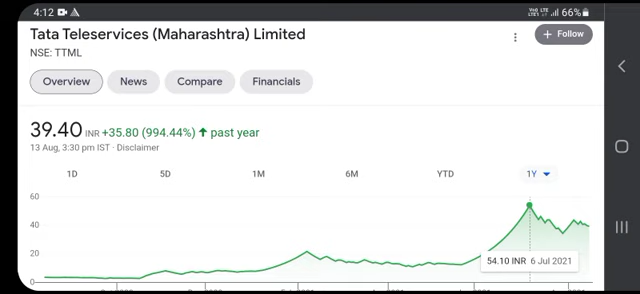 4:12 VoLTE LTE1 66%
Tata Teleservices (Maharashtra) Limited
+ Follow
NSE: TTML
Overview News Compare Financials
39.40 INR +35.80 (994.44%) ↑ past year
13 Aug, 3:30 pm IST · Disclaimer
1D 5D 1M 6M YTD 1Y
60
40
20
54.10 INR 6 Jul 2021
0